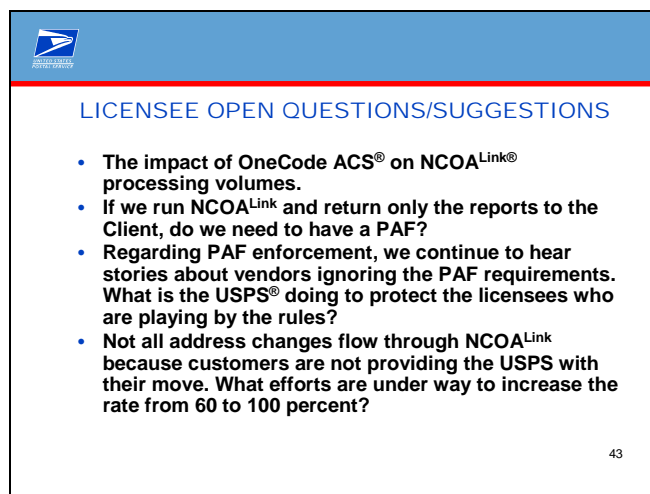 UNITED STATES
POSTAL SERVICE
LICENSEE OPEN QUESTIONS/SUGGESTIONS
• The impact of OneCode ACS® on NCOALink®
processing volumes.
• If we run NCOALink and return only the reports to the
Client, do we need to have a PAF?
• Regarding PAF enforcement, we continue to hear
stories about vendors ignoring the PAF requirements.
What is the USPS® doing to protect the licensees who
are playing by the rules?
• Not all address changes flow through NCOALink
because customers are not providing the USPS with
their move. What efforts are under way to increase the
rate from 60 to 100 percent?
43